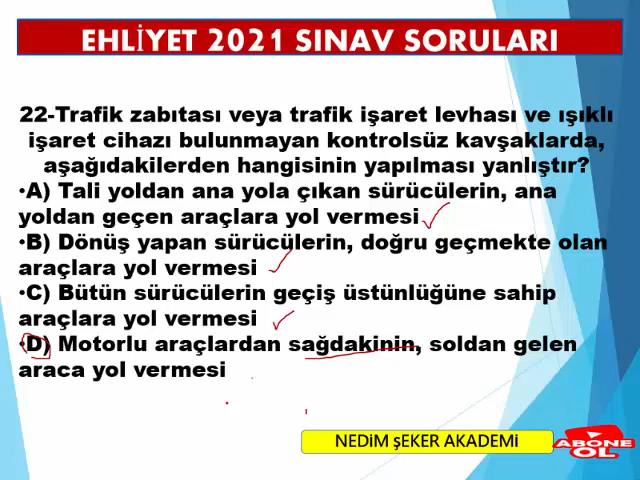 EHLİYET 2021 SINAV SORULARI
22-Trafik zabıtası veya trafik işaret levhası ve ışıklı
işaret cihazı bulunmayan kontrolsüz kavşaklarda,
aşağıdakilerden hangisinin yapılması yanlıştır?
•A) Tali yoldan ana yola çıkan sürücülerin, ana
yoldan geçen araçlara yol vermesi
•B) Dönüş yapan sürücülerin, doğru geçmekte olan
araçlara yol vermesi
•C) Bütün sürücülerin geçiş üstünlüğüne sahip
araçlara yol vermesi
•D) Motorlu araçlardan sağdakinin, soldan gelen
araca yol vermesi
NEDİM ŞEKER AKADEMİ
ABONE
OL